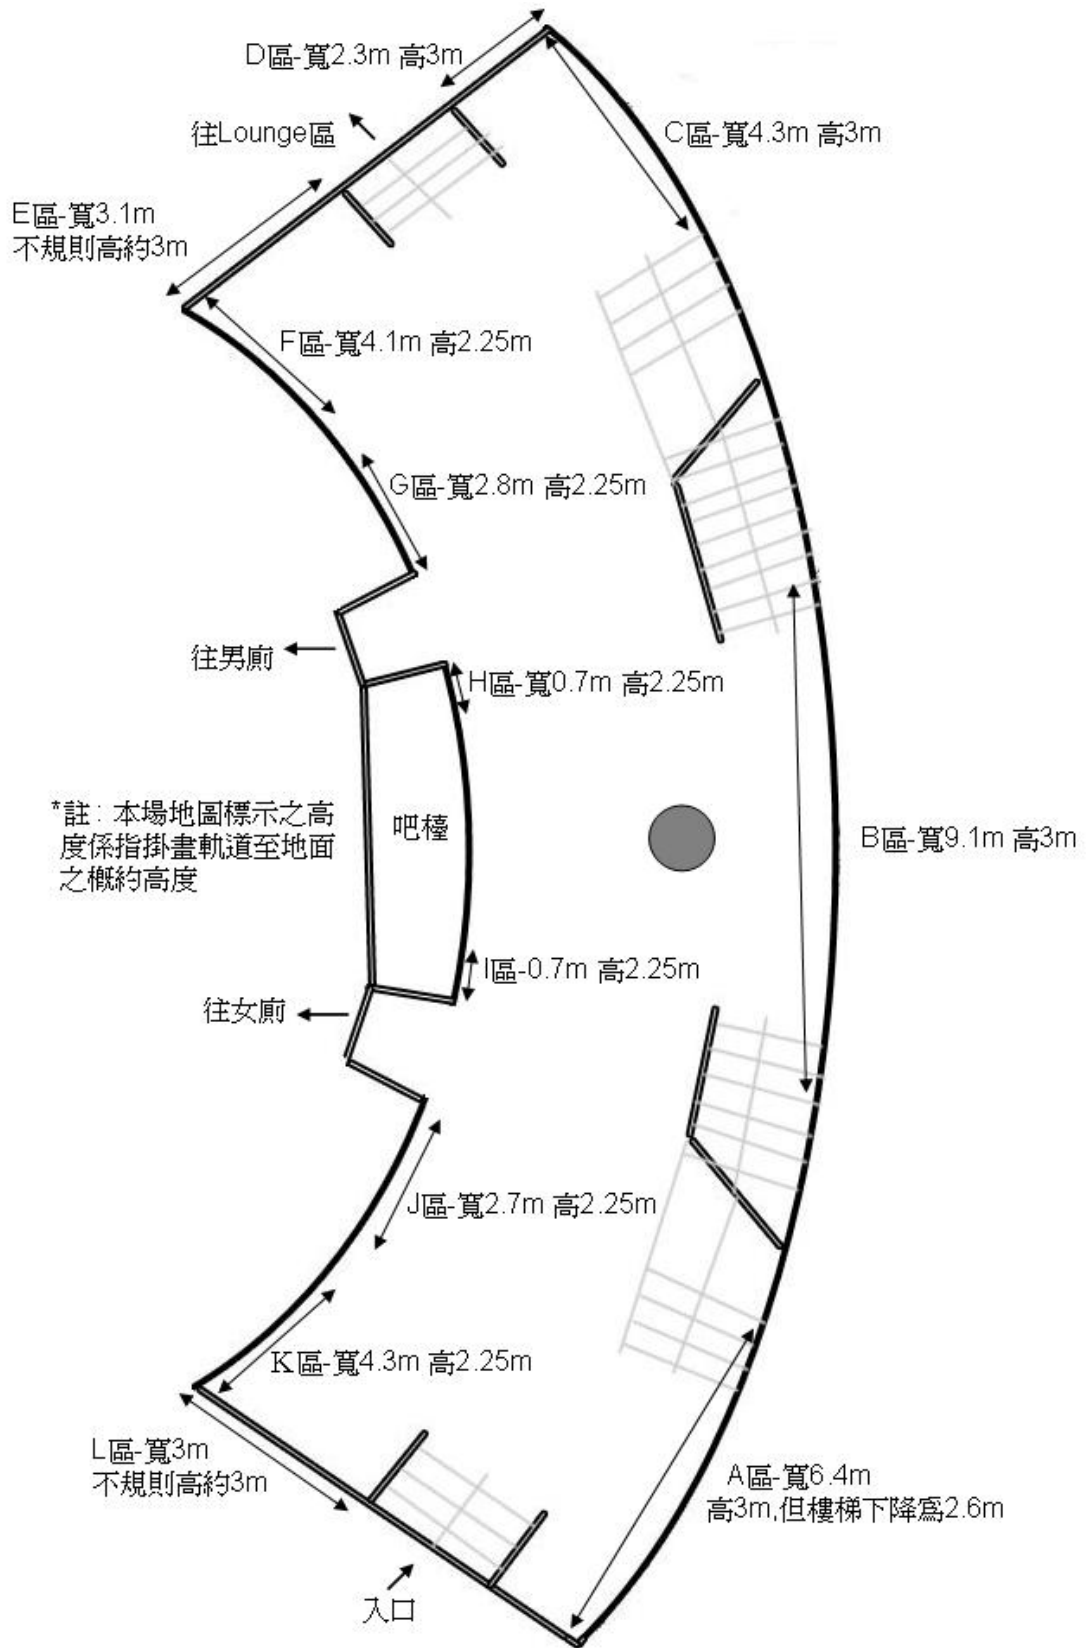 D區-寬2.3m 高3m
往Lounge區
C區-寬4.3m 高3m
E區-寬3.1m
不規則高約3m
F區-寬4.1m 高2.25m
G區-寬2.8m 高2.25m
往男廁
H區-寬0.7m 高2.25m
*註：本場地圖標示之高
度係指掛畫軌道至地面
之概約高度
吧檯
B區-寬9.1m 高3m
I區-0.7m 高2.25m
往女廁
J區-寬2.7m 高2.25m
K區-寬4.3m 高2.25m
L區-寬3m
不規則高約3m
A區-寬6.4m
高3m,但樓梯下降為2.6m
入口